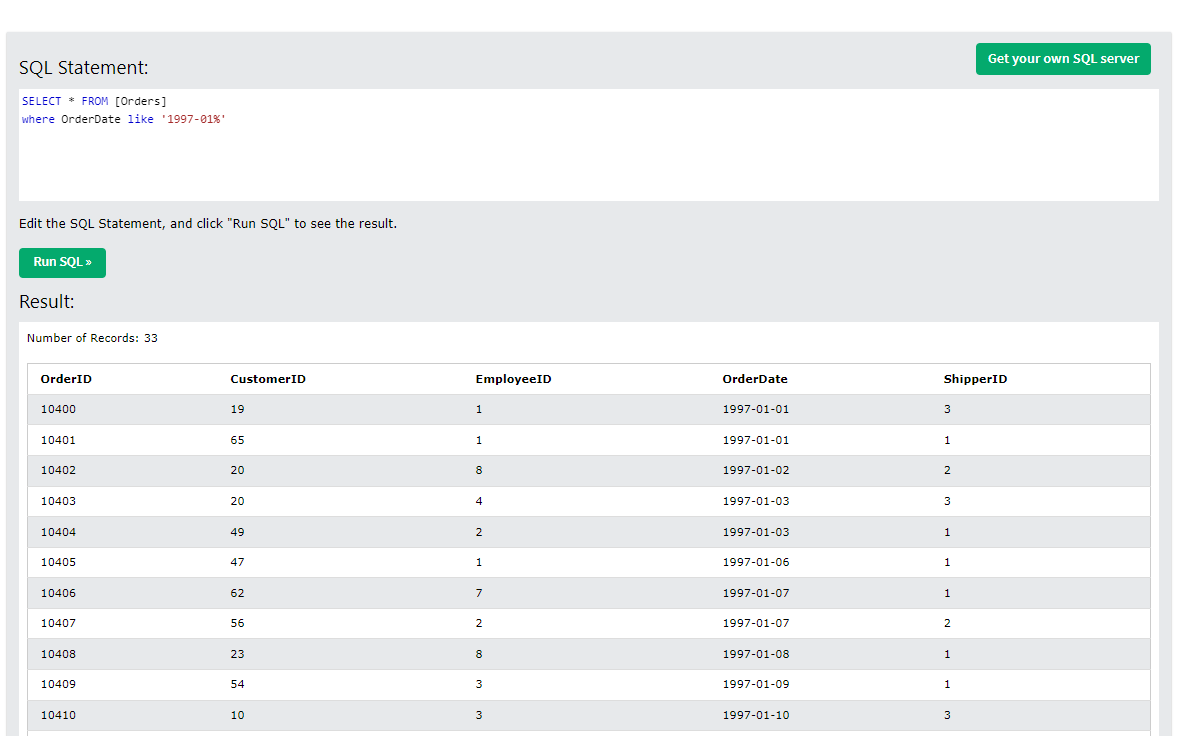 Get your own SQL server
SQL Statement:
SELECT * FROM [Orders]
where OrderDate like '1997-01%'
Edit the SQL Statement, and click "Run SQL" to see the result.
Run SQL »
Result:
Number of Records: 33
OrderID CustomerID EmployeeID OrderDate ShipperID
10400 19 1 1997-01-01 3
10401 65 1 1997-01-01 1
10402 20 8 1997-01-02 2
10403 20 4 1997-01-03 3
10404 49 2 1997-01-03 1
10405 47 1 1997-01-06 1
10406 62 7 1997-01-07 1
10407 56 2 1997-01-07 2
10408 23 8 1997-01-08 1
10409 54 3 1997-01-09 1
10410 10 3 1997-01-10 3